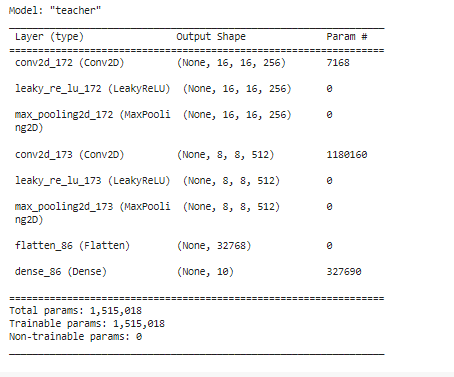 Model: "teacher"
Layer (type) Output Shape Param #
conv2d_172 (Conv2D) (None, 16, 16, 256) 7168
leaky_re_lu_172 (LeakyReLU) (None, 16, 16, 256) 0
max_pooling2d_172 (MaxPooli (None, 16, 16, 256) 0
ng2D)
conv2d_173 (Conv2D) (None, 8, 8, 512) 1180160
leaky_re_lu_173 (LeakyReLU) (None, 8, 8, 512) 0
max_pooling2d_173 (MaxPooli (None, 8, 8, 512) 0
ng2D)
flatten_86 (Flatten) (None, 32768) 0
dense_86 (Dense) (None, 10) 327690
Total params: 1,515,018
Trainable params: 1,515,018
Non-trainable params: 0